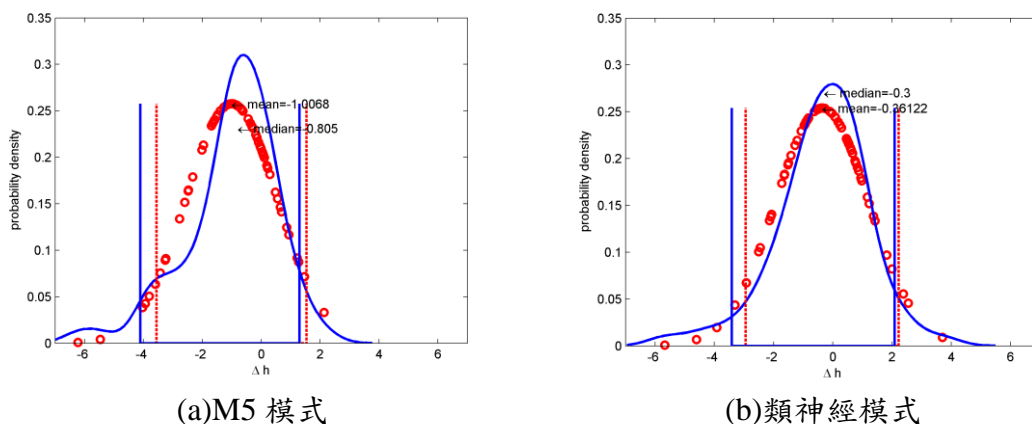 0.35
0.3
0.25
0.2
0.15
0.1
0.05
0
probability density
← mean=-1.0068
← median=-0.805
-6 -4 -2 0 2 4 6
Δ h
(a)M5 模式
0.35
0.3
0.25
0.2
0.15
0.1
0.05
0
probability density
← median=-0.3
← mean=-0.36122
-6 -4 -2 0 2 4 6
Δ h
(b)類神經模式